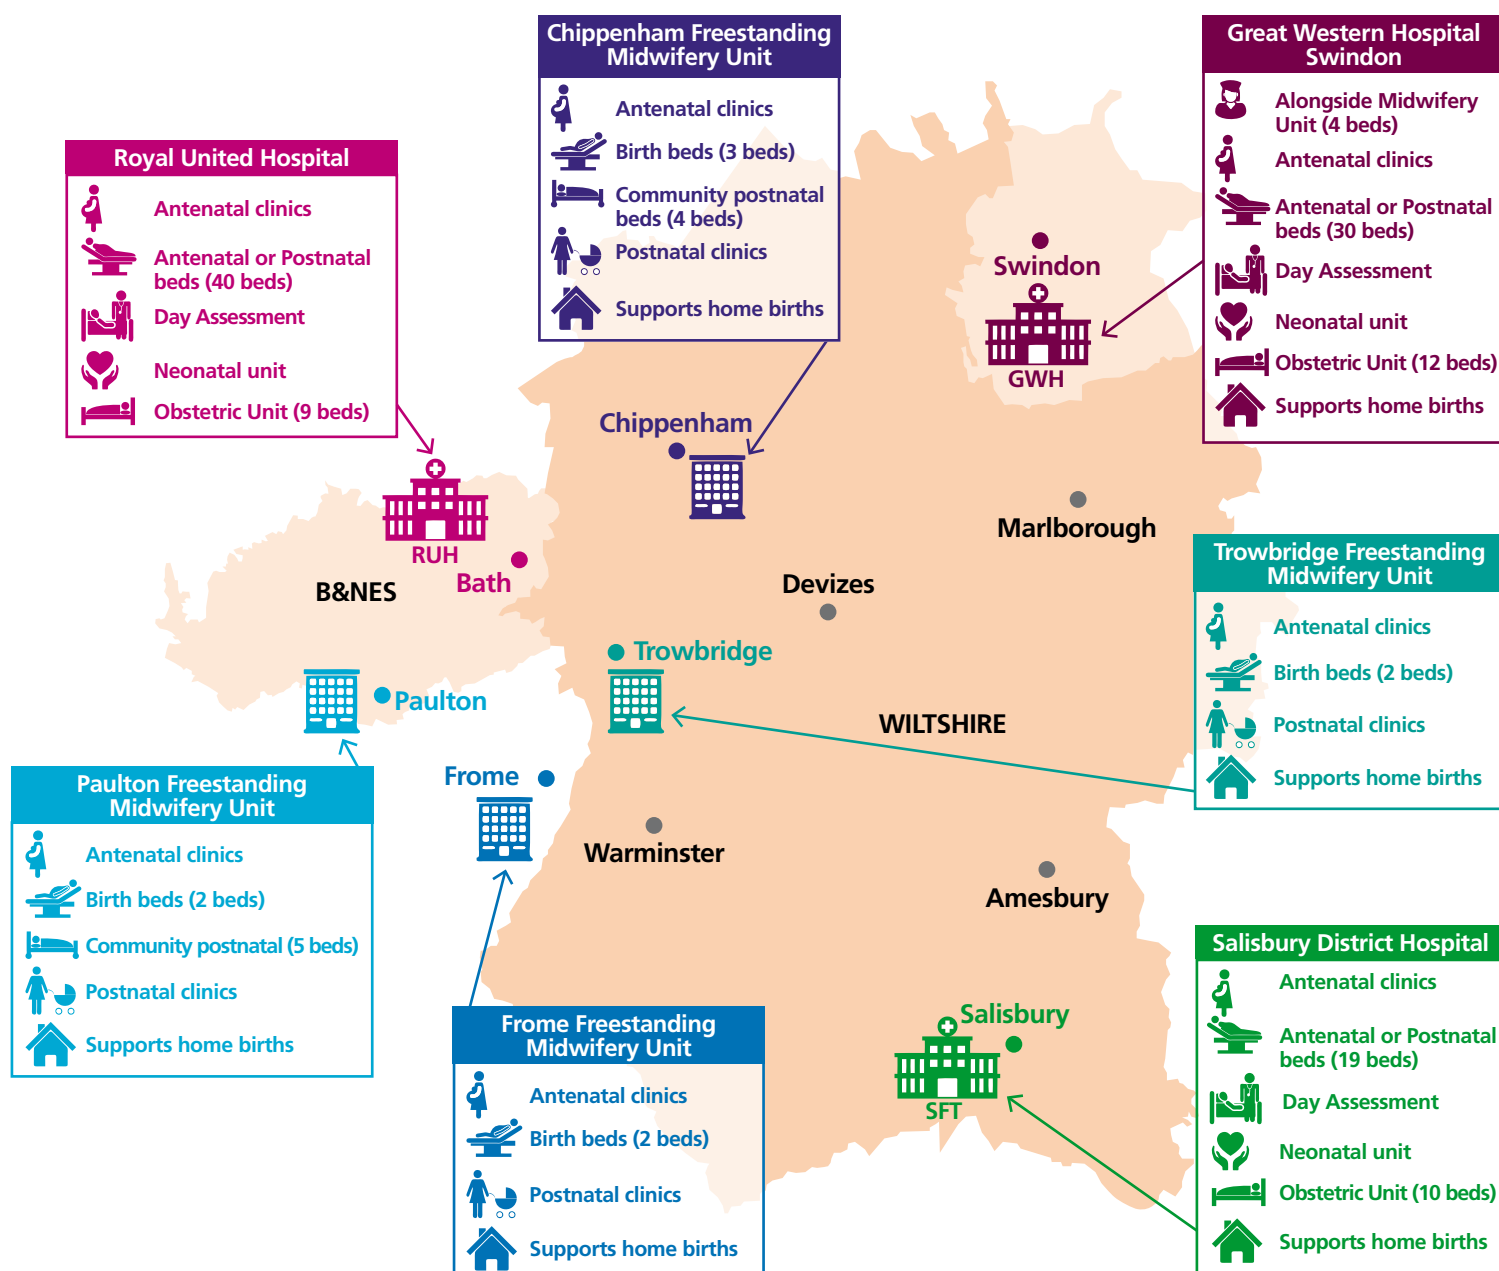 Chippenham Freestanding
Midwifery Unit
Antenatal clinics
Birth beds (3 beds)
Community postnatal
beds (4 beds)
Postnatal clinics
Supports home births
Great Western Hospital
Swindon
Alongside Midwifery
Unit (4 beds)
Antenatal clinics
Antenatal or Postnatal
beds (30 beds)
Day Assessment
Neonatal unit
Obstetric Unit (12 beds)
Supports home births
Royal United Hospital
Antenatal clinics
Antenatal or Postnatal
beds (40 beds)
Day Assessment
Neonatal unit
Obstetric Unit (9 beds)
Swindon
GWH
Chippenham
Marlborough
RUH
Bath
B&NES
Devizes
Trowbridge
Paulton
WILTSHIRE
Frome
Warminster
Amesbury
Salisbury
SFT
Trowbridge Freestanding
Midwifery Unit
Antenatal clinics
Birth beds (2 beds)
Postnatal clinics
Supports home births
Paulton Freestanding
Midwifery Unit
Antenatal clinics
Birth beds (2 beds)
Community postnatal (5 beds)
Postnatal clinics
Supports home births
Frome Freestanding
Midwifery Unit
Antenatal clinics
Birth beds (2 beds)
Postnatal clinics
Supports home births
Salisbury District Hospital
Antenatal clinics
Antenatal or Postnatal
beds (19 beds)
Day Assessment
Neonatal unit
Obstetric Unit (10 beds)
Supports home births